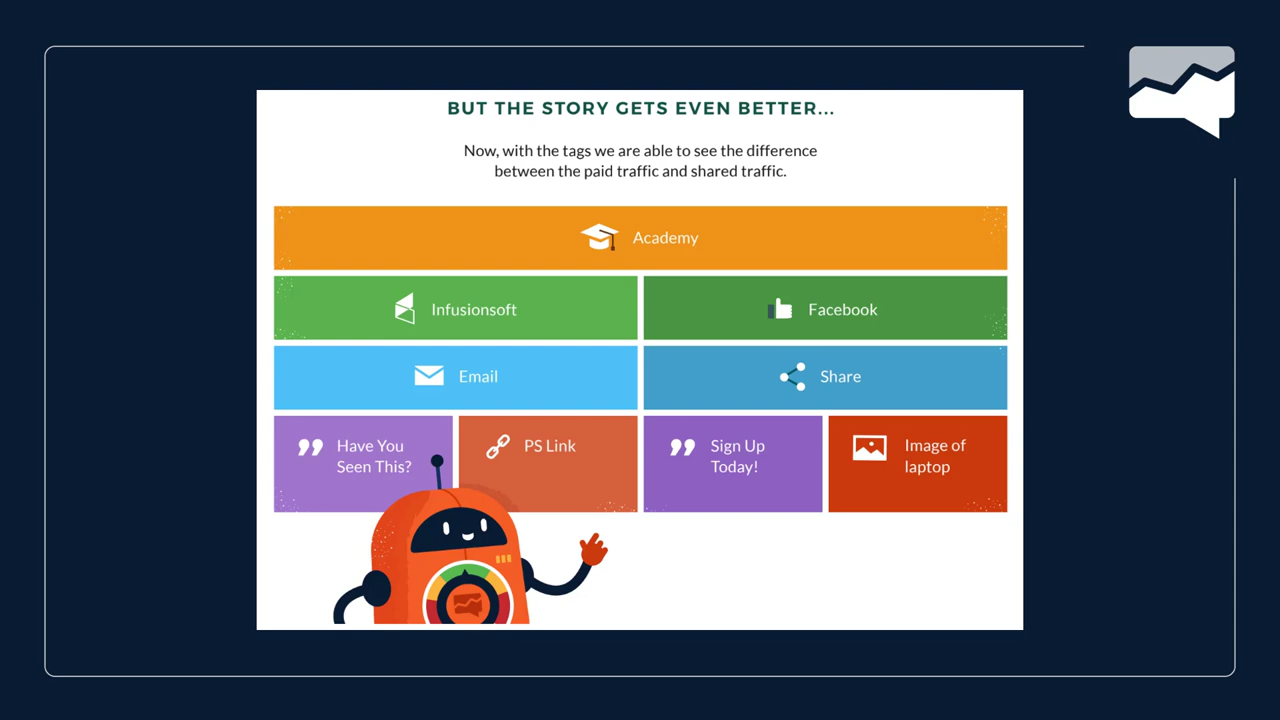 BUT THE STORY GETS EVEN BETTER...
Now, with the tags we are able to see the difference
between the paid traffic and shared traffic.
Academy
Infusionsoft
Facebook
Email
Share
Have You
Seen This?
PS Link
Sign Up
Today!
Image of
laptop